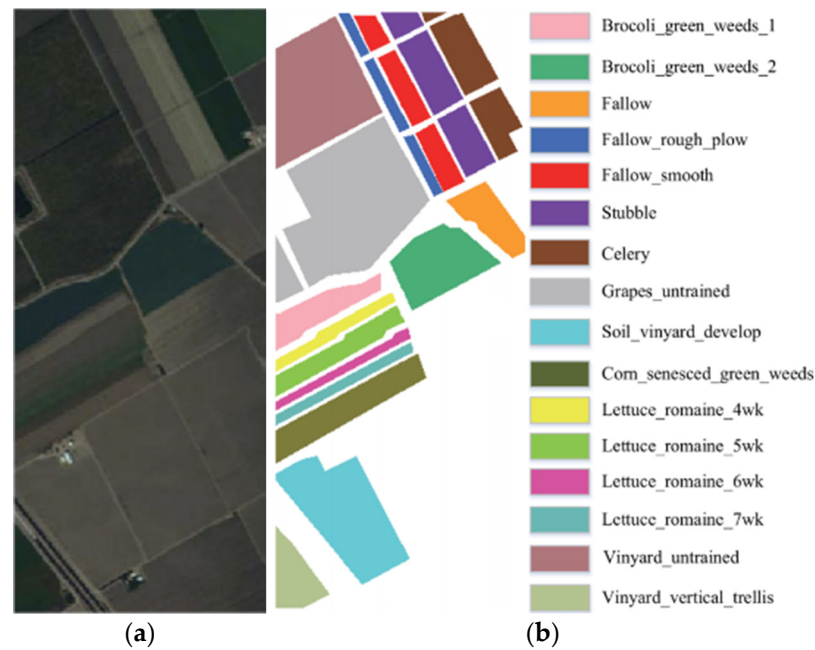 Brocoli_green_weeds_1
Brocoli_green_weeds_2
Fallow
Fallow_rough_plow
Fallow_smooth
Stubble
Celery
Grapes_untrained
Soil_vinyard_develop
Corn_senesced_green_weeds
Lettuce_romaine_4wk
Lettuce_romaine_5wk
Lettuce_romaine_6wk
Lettuce_romaine_7wk
Vinyard_untrained
Vinyard_vertical_trellis
(a) (b)